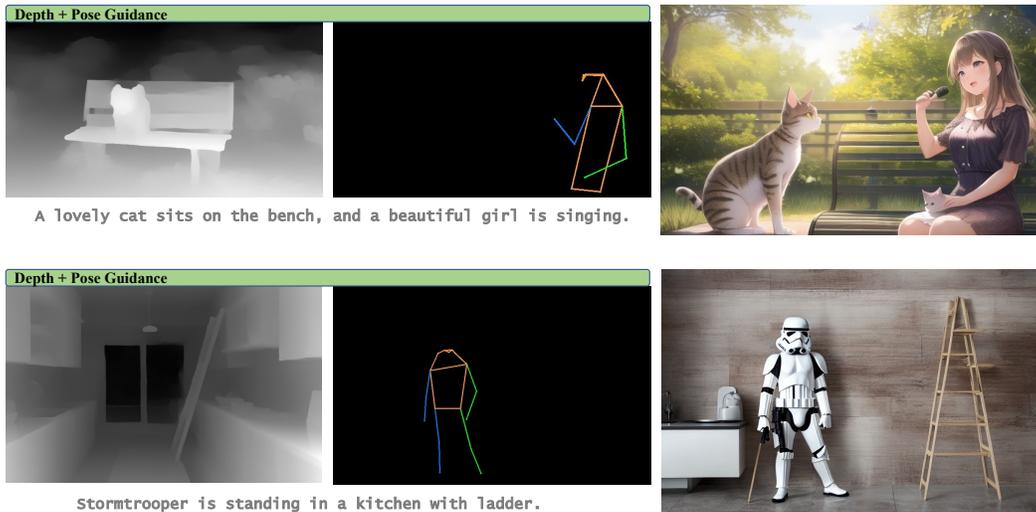 Depth + Pose Guidance
A lovely cat sits on the bench, and a beautiful girl is singing.
Depth + Pose Guidance
Stormtrooper is standing in a kitchen with ladder.